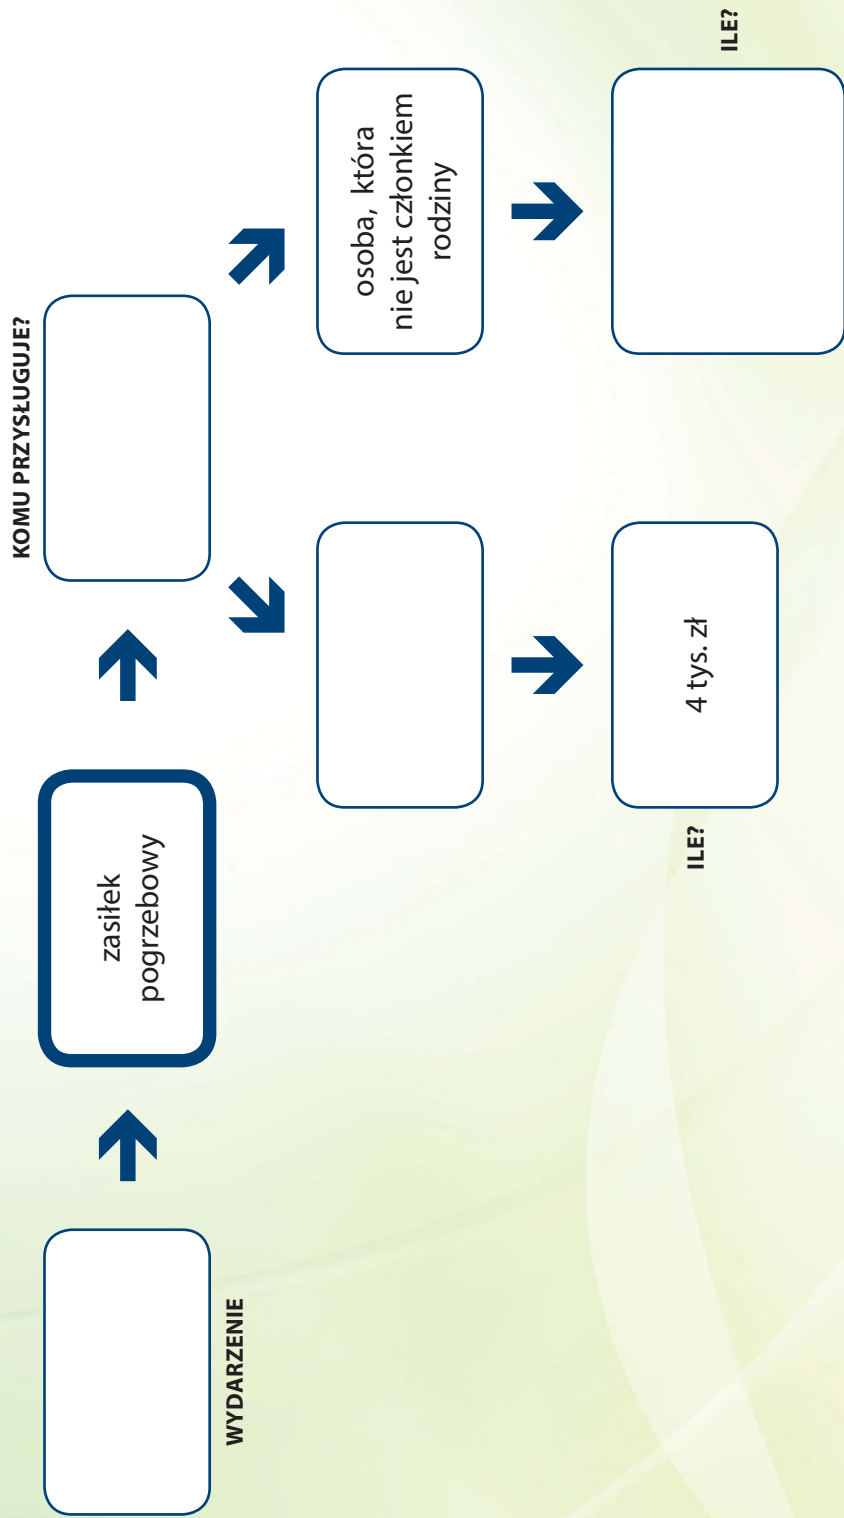 KOMU PRZYSŁUGUJE?
zasiłek
pogrzebowy
WYDARZENIE
osoba, która
nie jest członkiem
rodziny
ILE?
4 tys. zł
ILE?